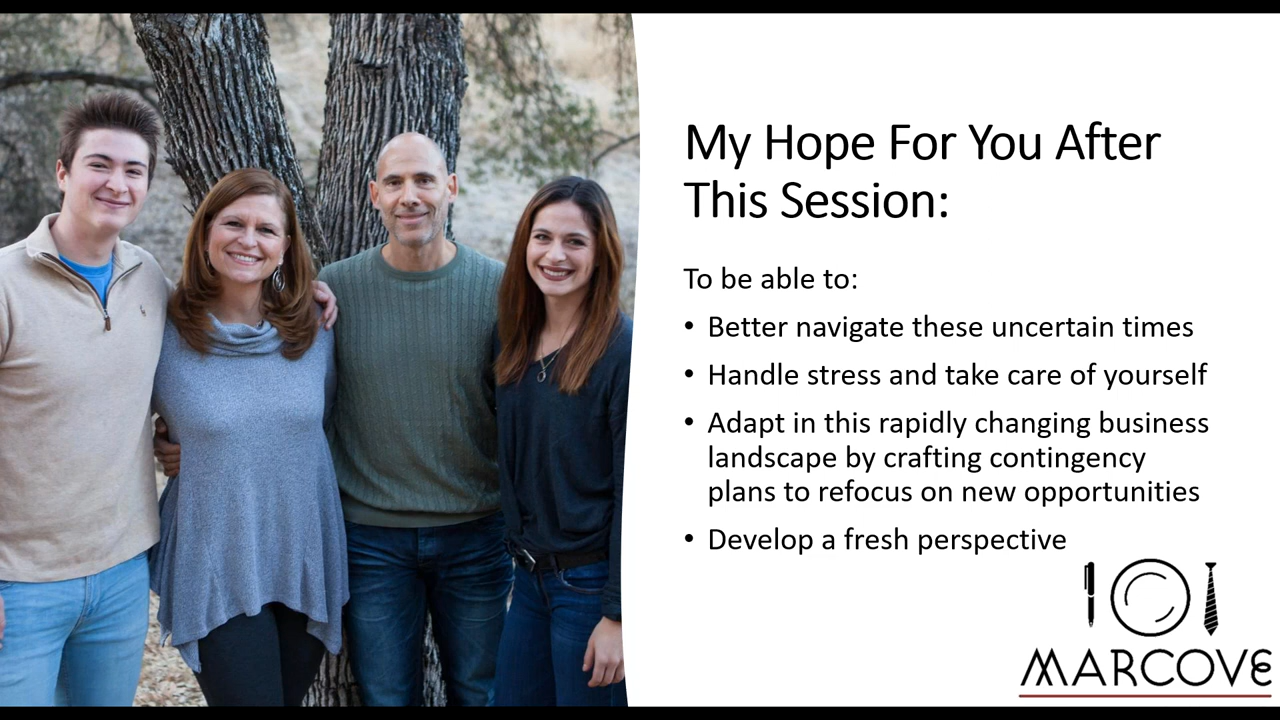 My Hope For You After
This Session:
To be able to:
• Better navigate these uncertain times
• Handle stress and take care of yourself
• Adapt in this rapidly changing business
landscape by crafting contingency
plans to refocus on new opportunities
• Develop a fresh perspective
MARCOVE